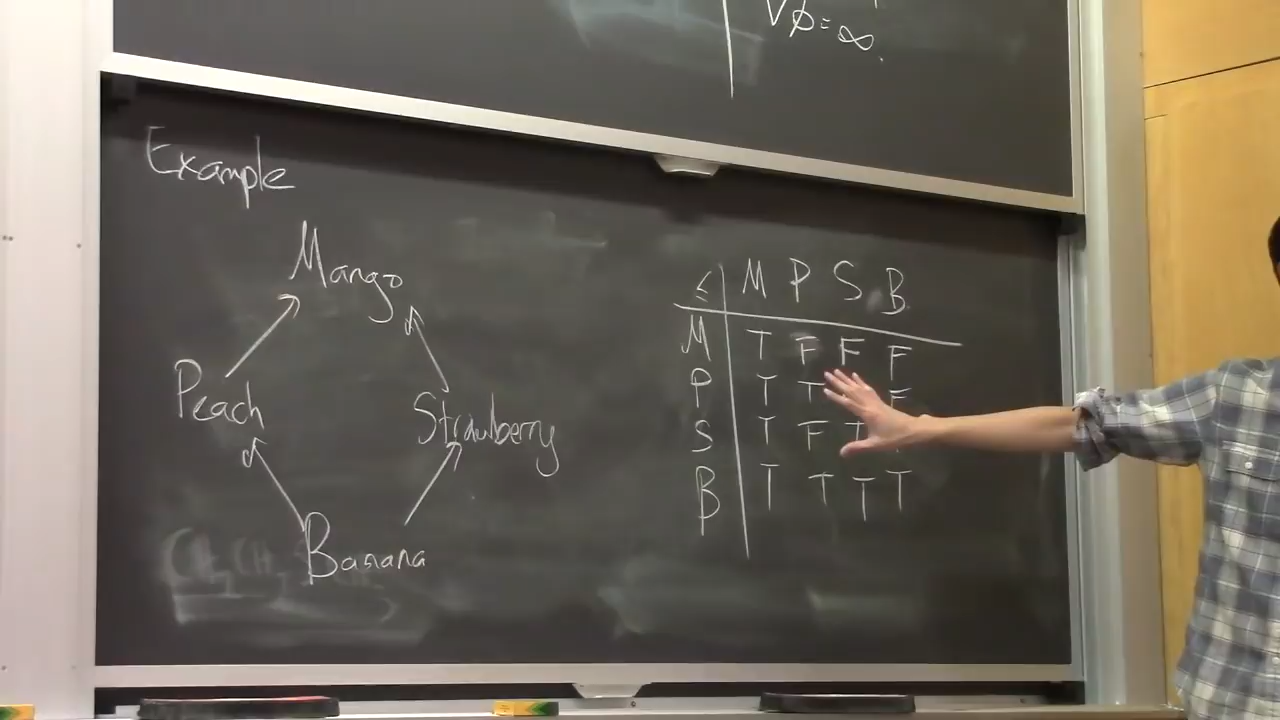 ∨∅=∞
Example
Mango
Peach
Strawberry
Banana
≤ M P S B
M T F F F
P T T F
S T F T
B T T T T